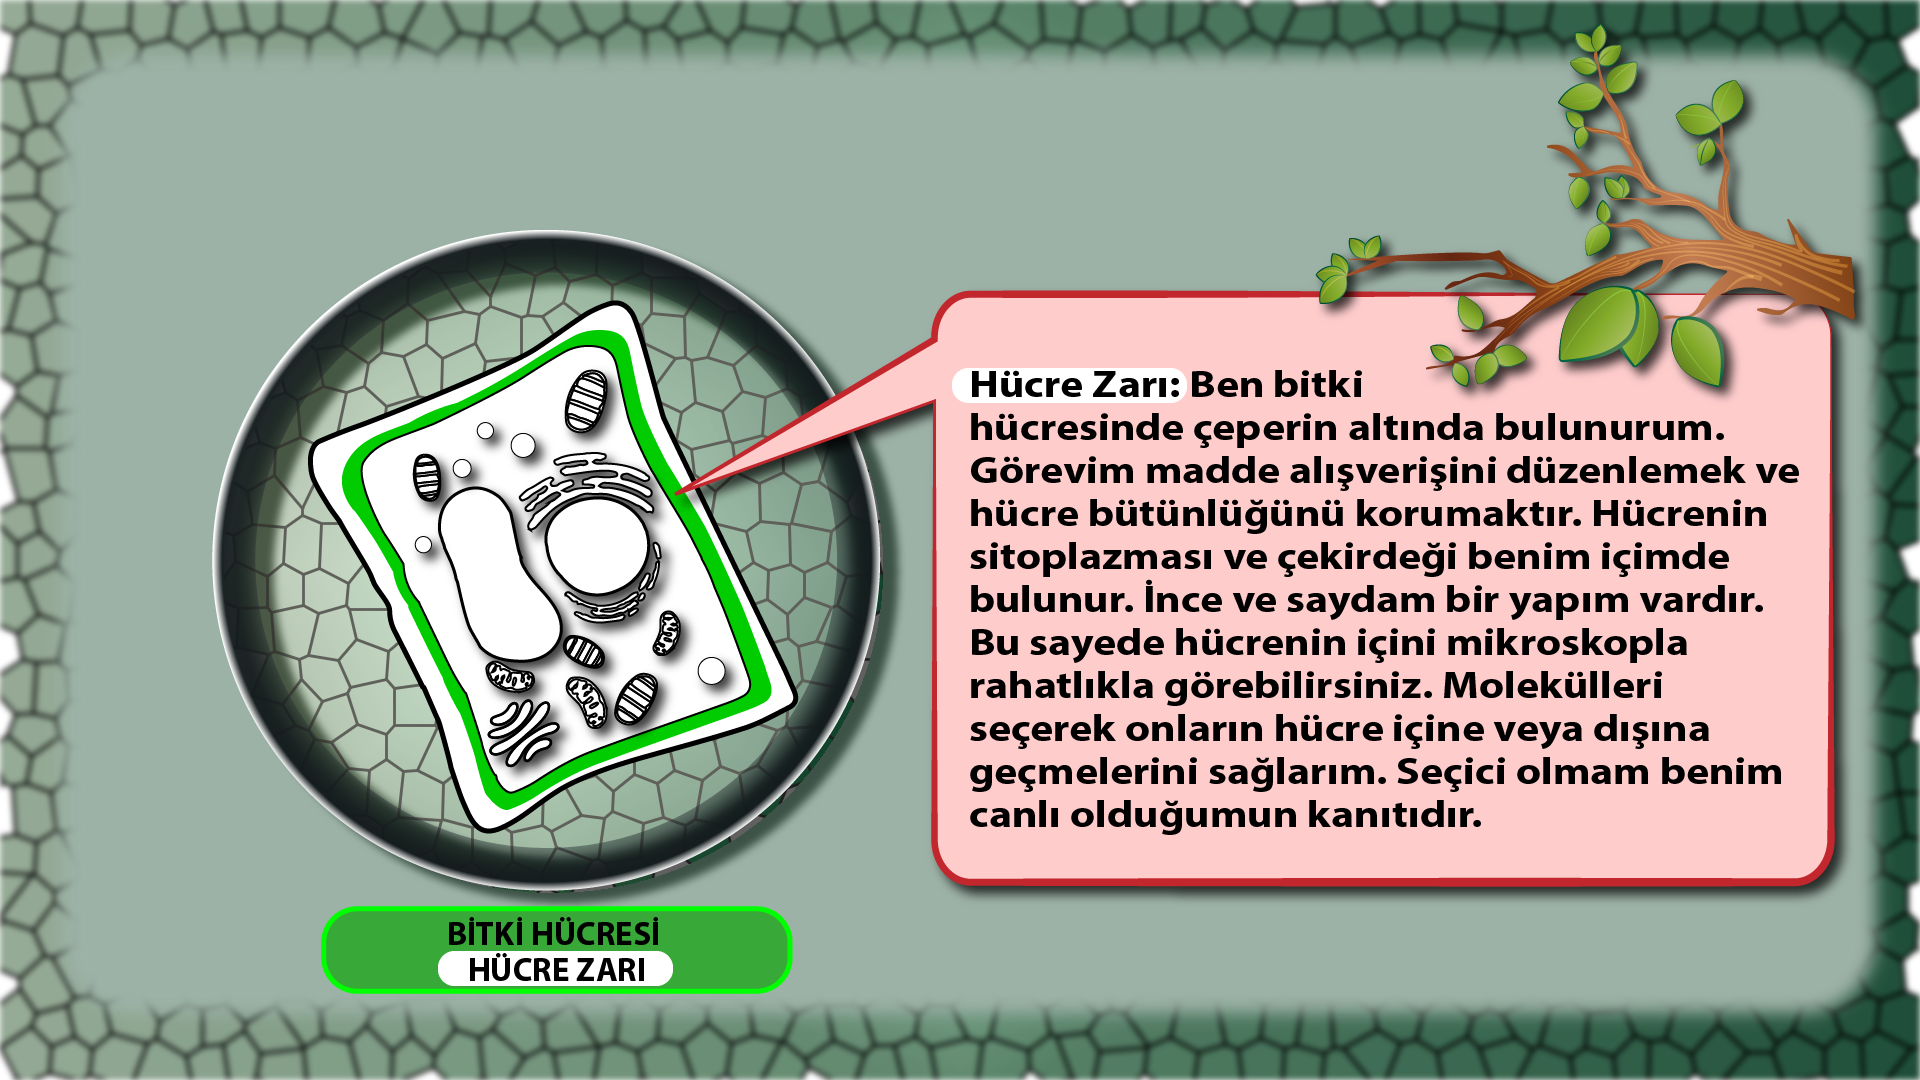 Hücre Zarı: Ben bitki
hücresinde çeperin altında bulunurum.
Görevim madde alışverişini düzenlemek ve
hücre bütünlüğünü korumaktır. Hücrenin
sitoplazması ve çekirdeği benim içimde
bulunur. İnce ve saydam bir yapım vardır.
Bu sayede hücrenin içini mikroskopla
rahatlıkla görebilirsiniz. Molekülleri
seçerek onların hücre içine veya dışına
geçmelerini sağlarım. Seçici olmam benim
canlı olduğumun kanıtıdır.
BİTKİ HÜCRESİ
HÜCRE ZARI